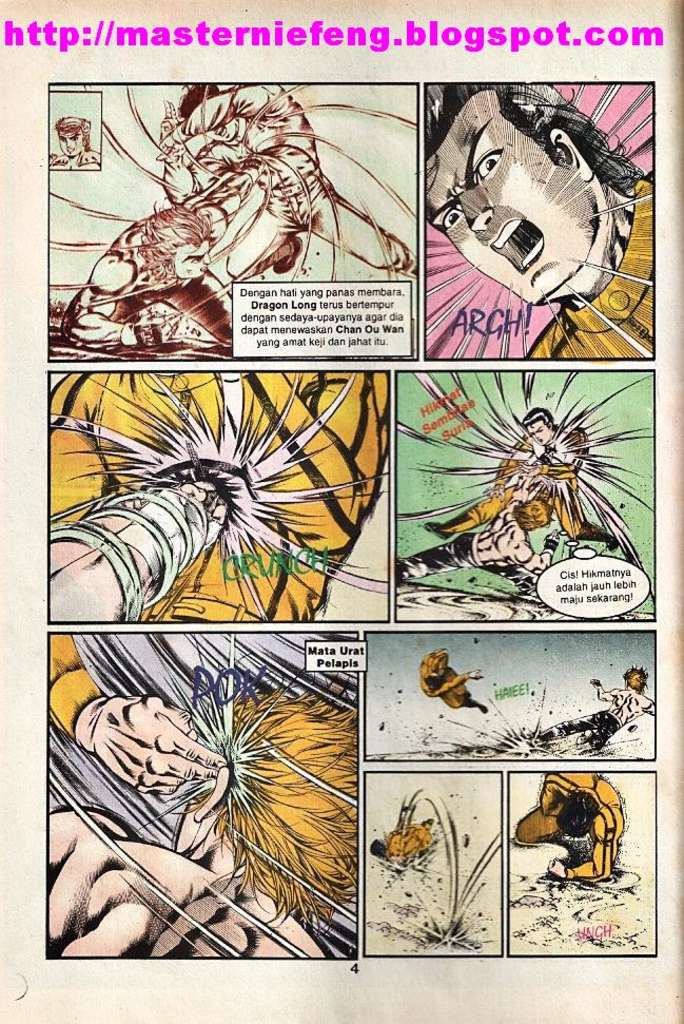 http://masterniefeng.blogspot.com
Dengan hati yang panas membara,
Dragon Long terus bertempur
dengan sedaya-upayanya agar dia
dapat menewaskan Chan Ou Wan
yang amat keji dan jahat itu.
ARGH!
CRUNCH
Hikmat
Sembilan
Suria
Cis! Hikmatnya
adalah jauh lebih
maju sekarang!
POK
Mata Urat
Pelapis
HAIEE!
UNGH.
4